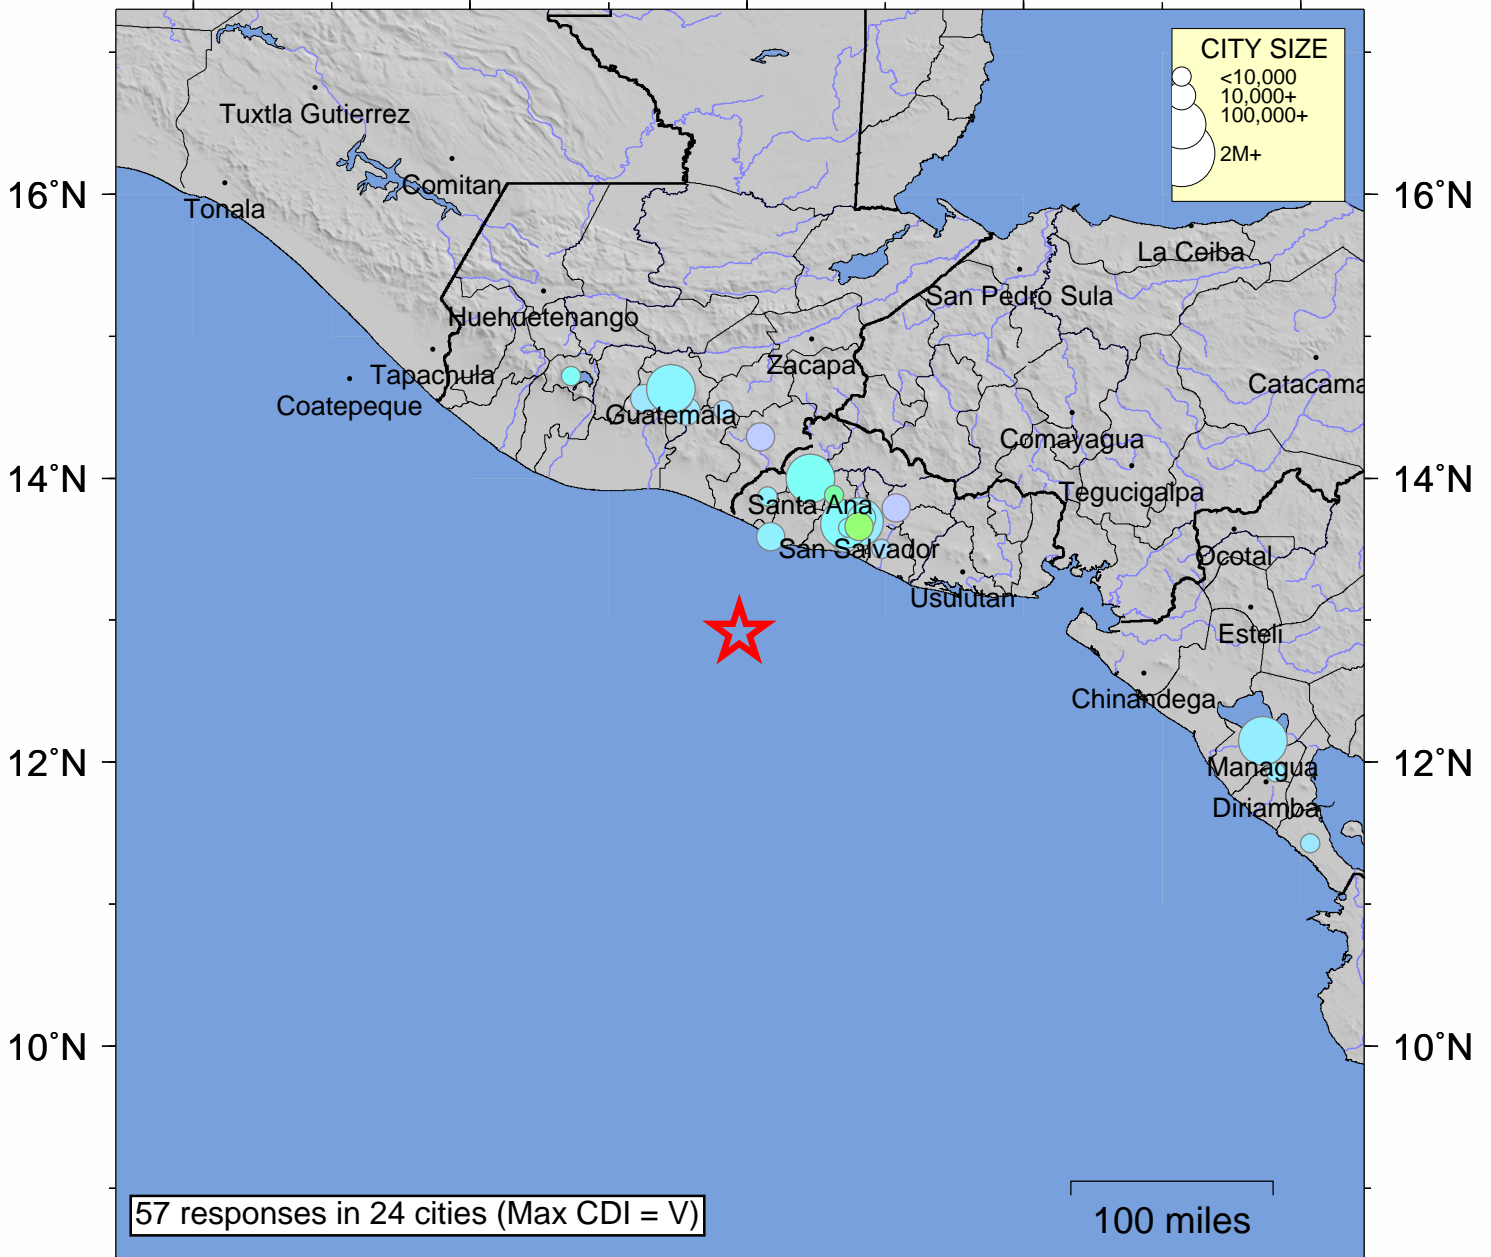 CITY SIZE
<10,000
10,000+
100,000+
2M+
Tuxtla Gutierrez
Comitan
16°N
Tonala
16°N
La Ceiba
San Pedro Sula
Huehuetenango
Zacapa
Tapachula
Catacama
Coatepeque
Guatemala
Comayagua
14°N
14°N
Tegucigalpa
Santa Ana
San Salvador
Ocotal
Usulutan
Esteli
Chinandega
12°N
Managua
12°N
Diriamba
10°N
10°N
57 responses in 24 cities (Max CDI = V)
100 miles